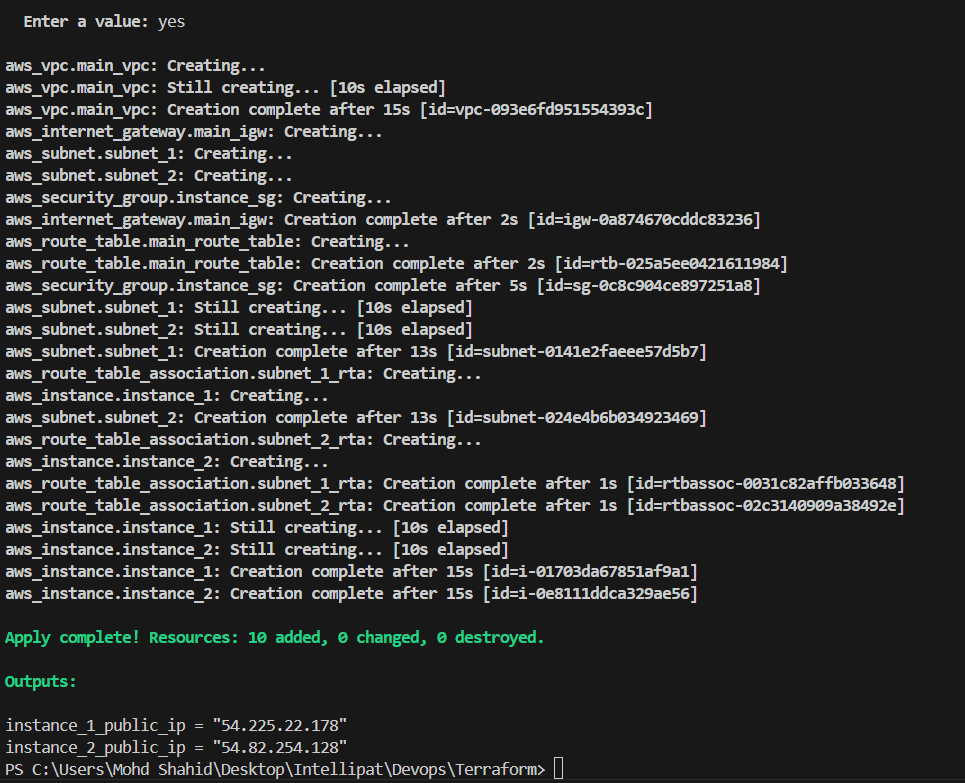 Enter a value: yes
aws_vpc.main_vpc: Creating...
aws_vpc.main_vpc: Still creating... [10s elapsed]
aws_vpc.main_vpc: Creation complete after 15s [id=vpc-093e6fd951554393c]
aws_internet_gateway.main_igw: Creating...
aws_subnet.subnet_1: Creating...
aws_subnet.subnet_2: Creating...
aws_security_group.instance_sg: Creating...
aws_internet_gateway.main_igw: Creation complete after 2s [id=igw-0a874670cddc83236]
aws_route_table.main_route_table: Creating...
aws_route_table.main_route_table: Creation complete after 2s [id=rtb-025a5ee0421611984]
aws_security_group.instance_sg: Creation complete after 5s [id=sg-0c8c904ce897251a8]
aws_subnet.subnet_1: Still creating... [10s elapsed]
aws_subnet.subnet_2: Still creating... [10s elapsed]
aws_subnet.subnet_1: Creation complete after 13s [id=subnet-0141e2faeee57d5b7]
aws_route_table_association.subnet_1_rta: Creating...
aws_instance.instance_1: Creating...
aws_subnet.subnet_2: Creation complete after 13s [id=subnet-024e4b6b034923469]
aws_route_table_association.subnet_2_rta: Creating...
aws_instance.instance_2: Creating...
aws_route_table_association.subnet_1_rta: Creation complete after 1s [id=rtbassoc-0031c82affb033648]
aws_route_table_association.subnet_2_rta: Creation complete after 1s [id=rtbassoc-02c3140909a38492e]
aws_instance.instance_1: Still creating... [10s elapsed]
aws_instance.instance_2: Still creating... [10s elapsed]
aws_instance.instance_1: Creation complete after 15s [id=i-01703da67851af9a1]
aws_instance.instance_2: Creation complete after 15s [id=i-0e8111ddca329ae56]
Apply complete! Resources: 10 added, 0 changed, 0 destroyed.
Outputs:
instance_1_public_ip = "54.225.22.178"
instance_2_public_ip = "54.82.254.128"
PS C:\Users\Mohd Shahid\Desktop\Intellipat\Devops\Terraform>